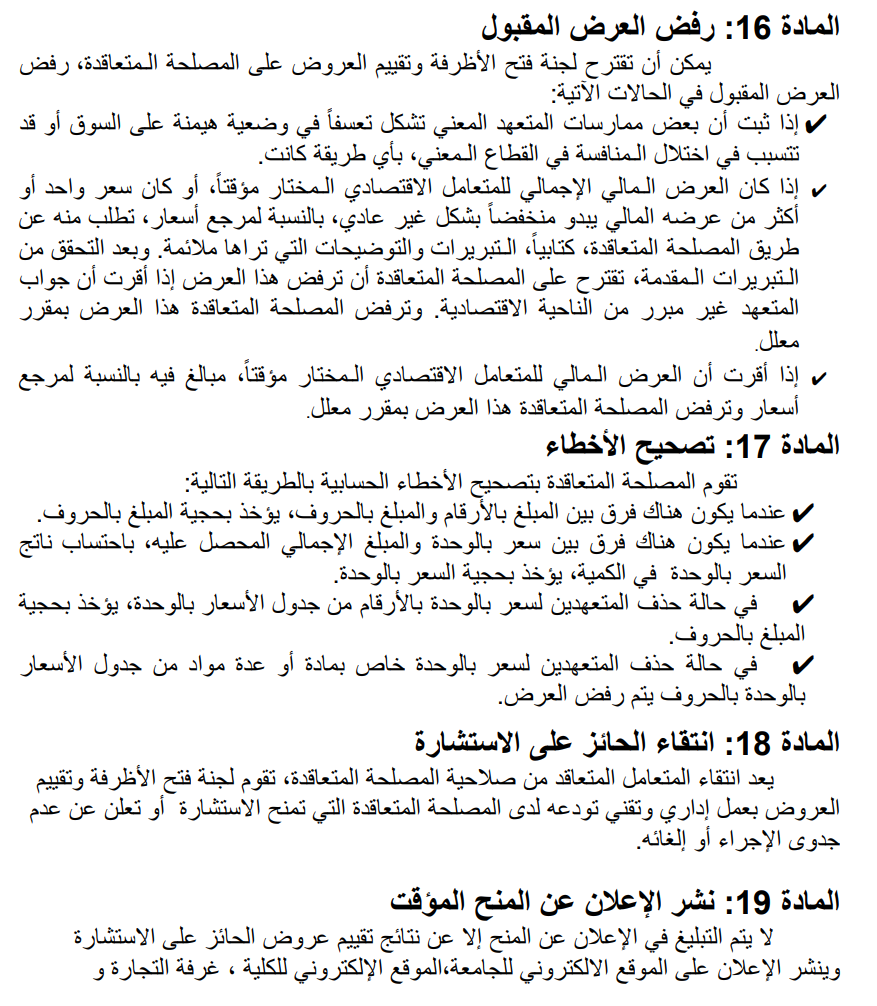 المادة 16: رفض العرض المقبول
يمكن أن تقترح لجنة فتح الأظرفة وتقييم العروض على المصلحة المتعاقدة، رفض
العرض المقبول في الحالات الآتية:
✔ إذا ثبت أن بعض ممارسات المتعهد المعني تشكل تعسفاً في وضعية هيمنة على السوق أو قد
تتسبب في اختلال المنافسة في القطاع المعني، بأي طريقة كانت.
✔ إذا كان العرض المالي الإجمالي للمتعامل الاقتصادي المختار مؤقتاً، أو كان سعر واحد أو
أكثر من عرضه المالي يبدو منخفضاً بشكل غير عادي، بالنسبة لمرجع أسعار، تطلب منه عن
طريق المصلحة المتعاقدة، كتابياً، التبريرات والتوضيحات التي تراها ملائمة. وبعد التحقق من
التبريرات المقدمة، تقترح على المصلحة المتعاقدة أن ترفض هذا العرض إذا أقرت أن جواب
المتعهد غير مبرر من الناحية الاقتصادية. وترفض المصلحة المتعاقدة هذا العرض بمقرر
معلل.
✔ إذا أقرت أن العرض المالي للمتعامل الاقتصادي المختار مؤقتاً، مبالغ فيه بالنسبة لمرجع
أسعار وترفض المصلحة المتعاقدة هذا العرض بمقرر معلل.
المادة 17: تصحيح الأخطاء
تقوم المصلحة المتعاقدة بتصحيح الأخطاء الحسابية بالطريقة التالية:
✔ عندما يكون هناك فرق بين المبلغ بالأرقام والمبلغ بالحروف، يؤخذ بحجية المبلغ بالحروف.
✔ عندما يكون هناك فرق بين سعر بالوحدة والمبلغ الإجمالي المحصل عليه، باحتساب ناتج
السعر بالوحدة في الكمية، يؤخذ بحجية السعر بالوحدة.
✔ في حالة حذف المتعهدين لسعر بالوحدة بالأرقام من جدول الأسعار بالوحدة، يؤخذ بحجية
المبلغ بالحروف.
✔ في حالة حذف المتعهدين لسعر بالوحدة خاص بمادة أو عدة مواد من جدول الأسعار
بالوحدة بالحروف يتم رفض العرض.
المادة 18: انتقاء الحائز على الاستشارة
يعد انتقاء المتعامل المتعاقد من صلاحية المصلحة المتعاقدة، تقوم لجنة فتح الأظرفة وتقييم
العروض بعمل إداري وتقني تودعه لدى المصلحة المتعاقدة التي تمنح الاستشارة أو تعلن عن عدم
جدوى الإجراء أو إلغائه.
المادة 19: نشر الإعلان عن المنح المؤقت
لا يتم التبليغ في الإعلان عن المنح إلا عن نتائج تقييم عروض الحائز على الاستشارة
وينشر الإعلان على الموقع الالكتروني للجامعة،الموقع الإلكتروني للكلية ، غرفة التجارة و